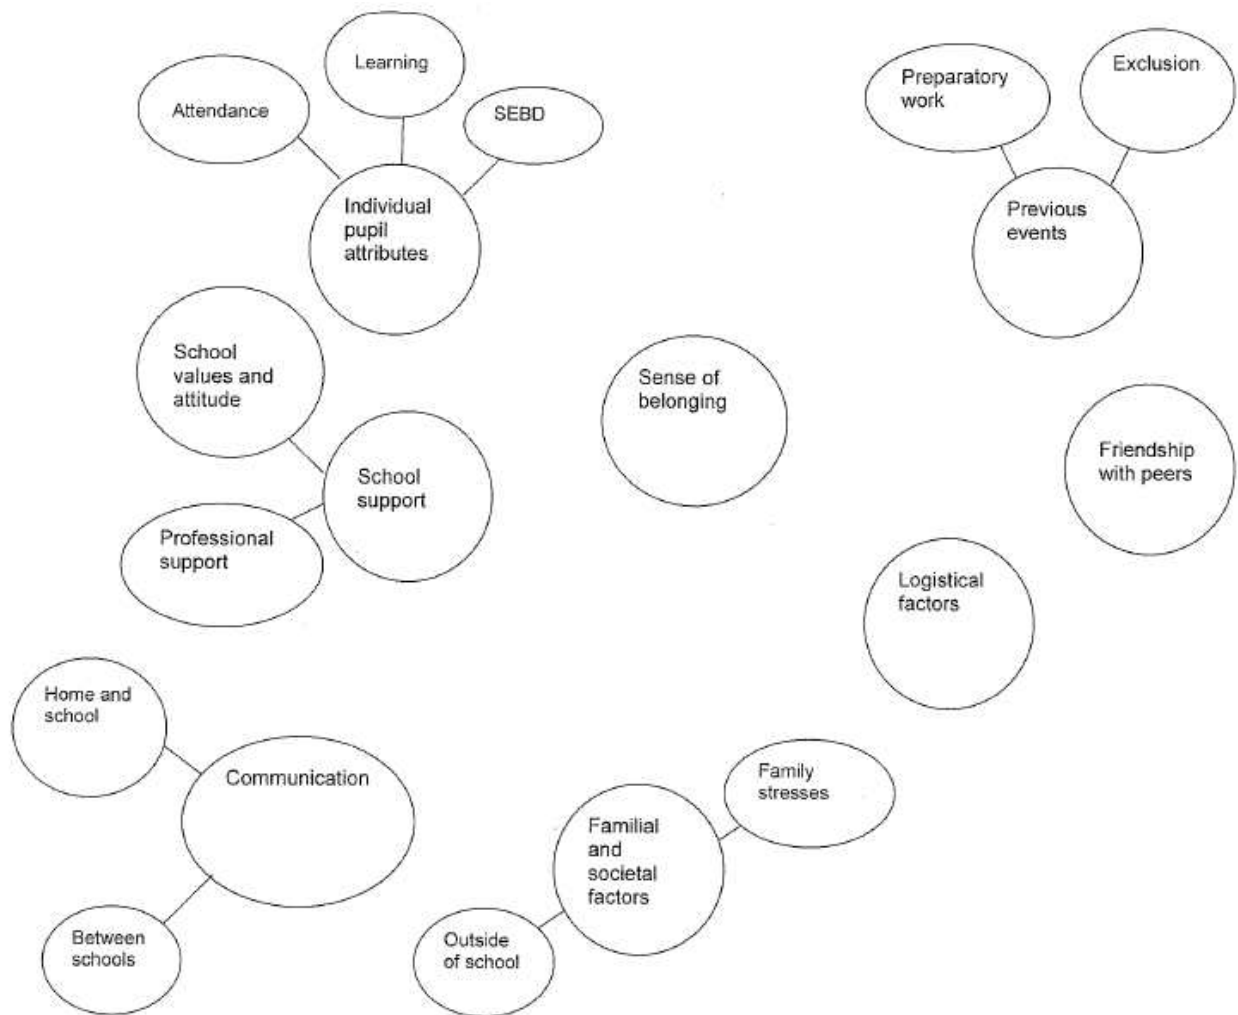 Learning
Attendance
SEBD
Individual
pupil
attributes
Preparatory
work
Exclusion
Previous
events
School
values and
attitude
School
support
Professional
support
Sense of
belonging
Friendship
with peers
Logistical
factors
Home and
school
Communication
Between
schools
Family
stresses
Familial
and
societal
factors
Outside
of school